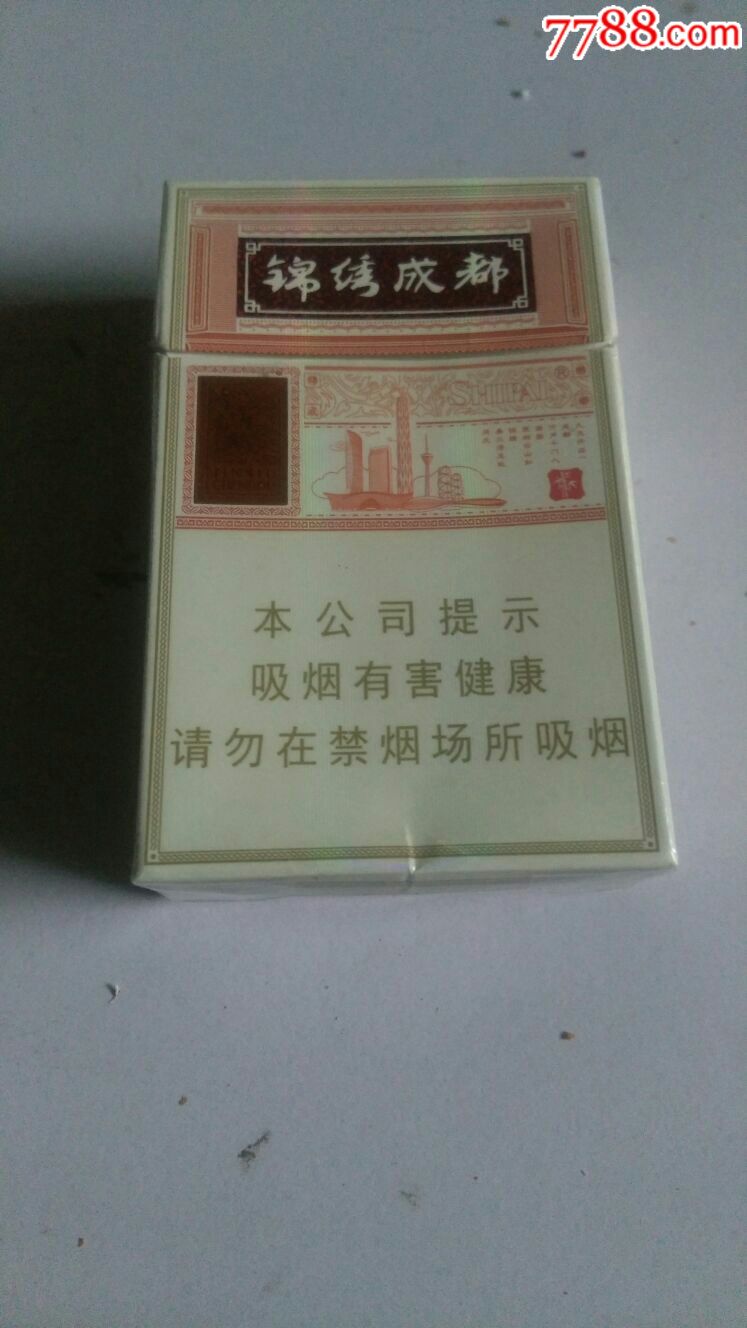 7788.com
锦绣成都
SHIFAI
本公司提示
吸烟有害健康
请勿在禁烟场所吸烟